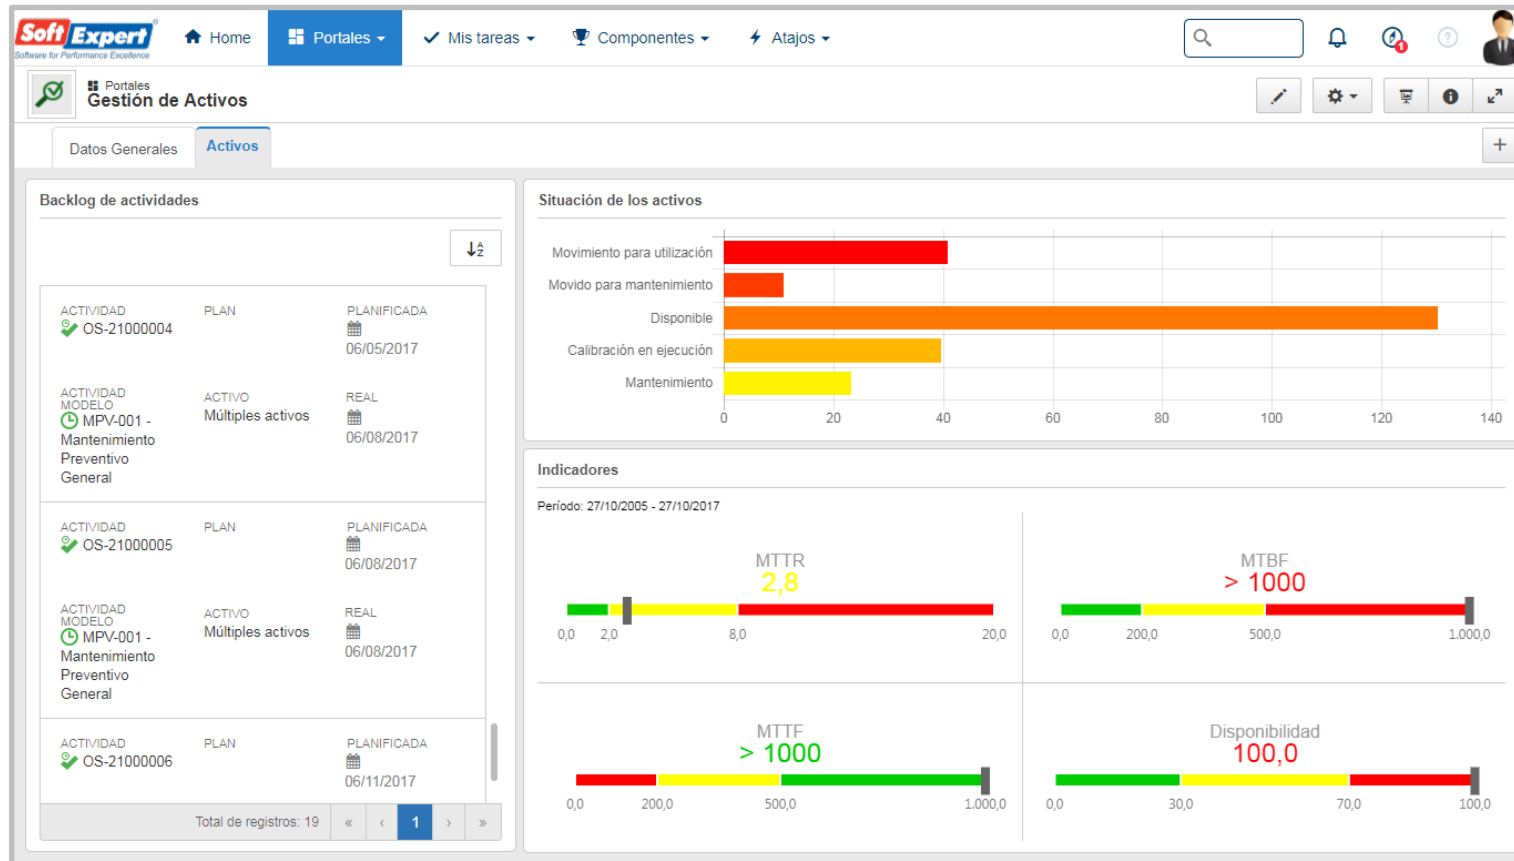 Soft Expert
Software for Performance Excellence
Home
Portales
Mis tareas
Componentes
Atajos
1
Portales
Gestión de Activos
Datos Generales
Activos
Backlog de actividades
ACTIVIDAD
PLAN
PLANIFICADA
OS-21000004
06/05/2017
ACTIVIDAD MODELO
ACTIVO
REAL
MPV-001 -
Múltiples activos
06/08/2017
Mantenimiento
Preventivo
General
ACTIVIDAD
PLAN
PLANIFICADA
OS-21000005
06/08/2017
ACTIVIDAD MODELO
ACTIVO
REAL
MPV-001 -
Múltiples activos
06/08/2017
Mantenimiento
Preventivo
General
ACTIVIDAD
PLAN
PLANIFICADA
OS-21000006
06/11/2017
Total de registros: 19
« ‹ 1 › »
Situación de los activos
Movimiento para utilización
Movido para mantenimiento
Disponible
Calibración en ejecución
Mantenimiento
0 20 40 60 80 100 120 140
Indicadores
Período: 27/10/2005 - 27/10/2017
MTTR
2,8
0,0 2,0 8,0 20,0
MTBF
> 1000
0,0 200,0 500,0 1.000,0
MTTF
> 1000
0,0 200,0 500,0 1.000,0
Disponibilidad
100,0
0,0 30,0 70,0 100,0